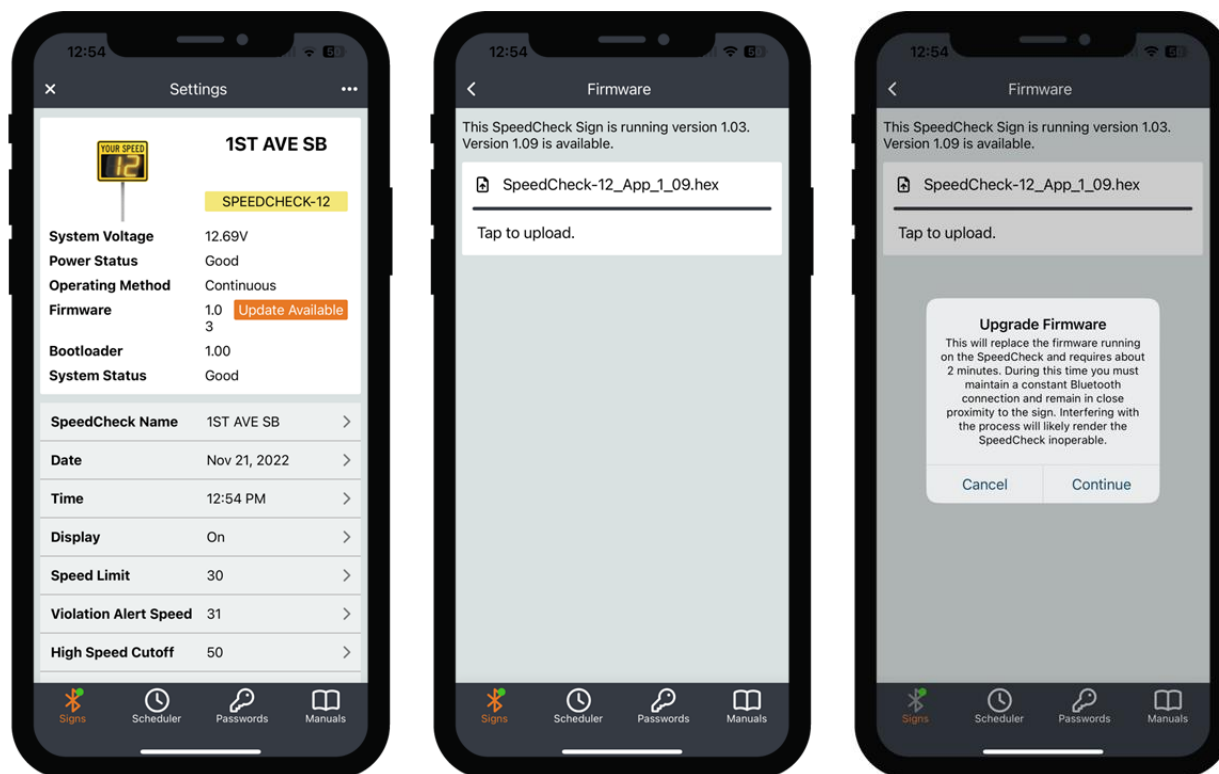 12:54
Settings
YOUR SPEED
12
1ST AVE SB
SPEEDCHECK-12
System Voltage 12.69V
Power Status Good
Operating Method Continuous
Firmware 1.0 Update Available
3
Bootloader 1.00
System Status Good
SpeedCheck Name 1ST AVE SB
Date Nov 21, 2022
Time 12:54 PM
Display On
Speed Limit 30
Violation Alert Speed 31
High Speed Cutoff 50
Signs Scheduler Passwords Manuals
12:54
Firmware
This SpeedCheck Sign is running version 1.03.
Version 1.09 is available.
SpeedCheck-12_App_1_09.hex
Tap to upload.
Signs Scheduler Passwords Manuals
12:54
Firmware
This SpeedCheck Sign is running version 1.03.
Version 1.09 is available.
SpeedCheck-12_App_1_09.hex
Tap to upload.
Upgrade Firmware
This will replace the firmware running
on the SpeedCheck and requires about
2 minutes. During this time you must
maintain a constant Bluetooth
connection and remain in close
proximity to the sign. Interfering with
the process will likely render the
SpeedCheck inoperable.
Cancel Continue
Signs Scheduler Passwords Manuals